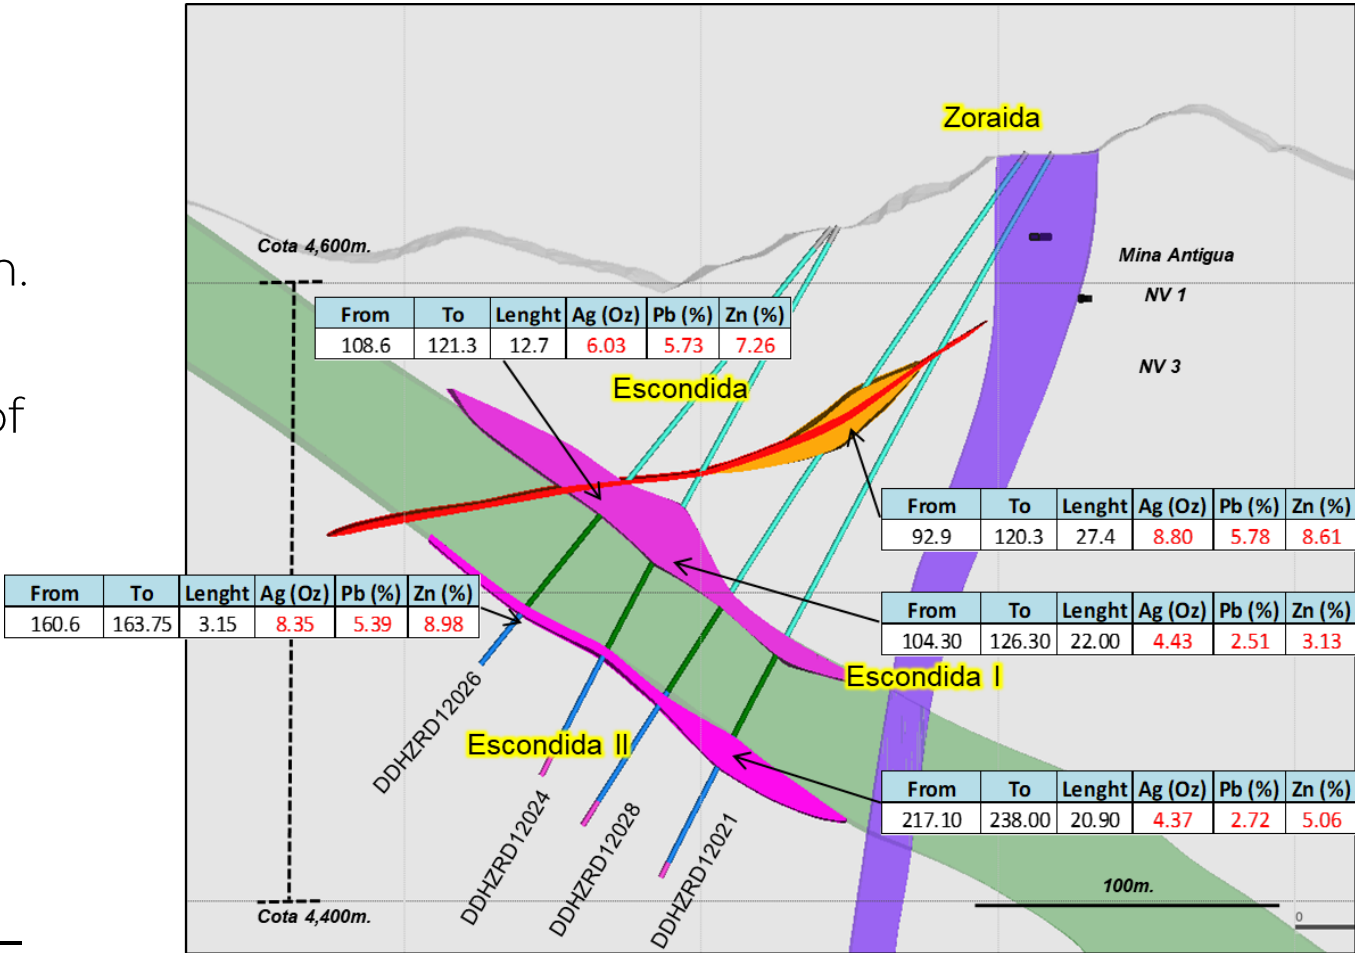 n.
of
Zoraida
Cota 4,600m.
Mina Antigua
NV 1
NV 3
From To Lenght Ag (Oz) Pb (%) Zn (%)
108.6 121.3 12.7 6.03 5.73 7.26
Escondida
From To Lenght Ag (Oz) Pb (%) Zn (%)
92.9 120.3 27.4 8.80 5.78 8.61
From To Lenght Ag (Oz) Pb (%) Zn (%)
160.6 163.75 3.15 8.35 5.39 8.98
From To Lenght Ag (Oz) Pb (%) Zn (%)
104.30 126.30 22.00 4.43 2.51 3.13
Escondida I
DDHZRD12026
Escondida II
DDHZRD12024
DDHZRD12028
DDHZRD12021
From To Lenght Ag (Oz) Pb (%) Zn (%)
217.10 238.00 20.90 4.37 2.72 5.06
100m.
Cota 4,400m.
0